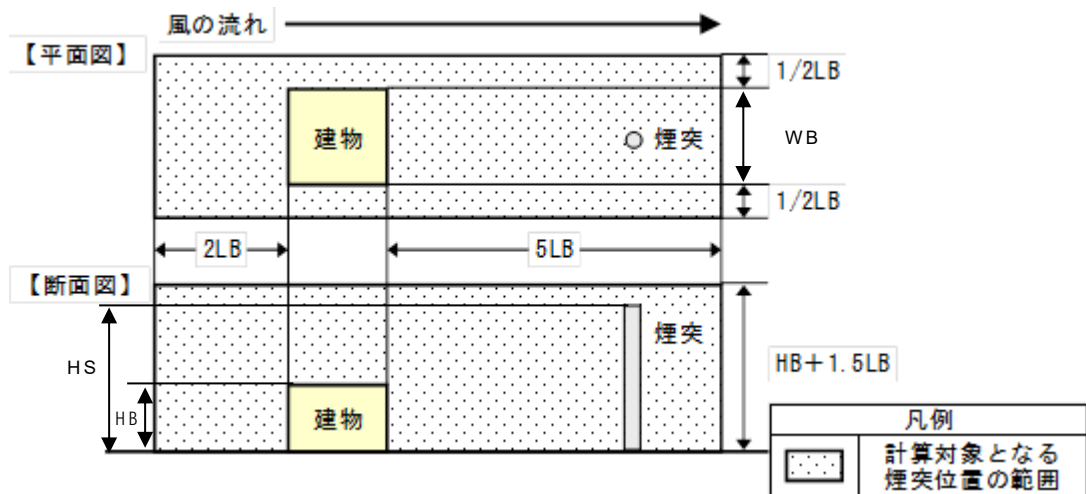 風の流れ
【平面図】
1/2LB
建物
煙突
WB
1/2LB
2LB
5LB
【断面図】
煙突
HS
HB+1.5LB
HB
建物
凡例
計算対象となる
煙突位置の範囲